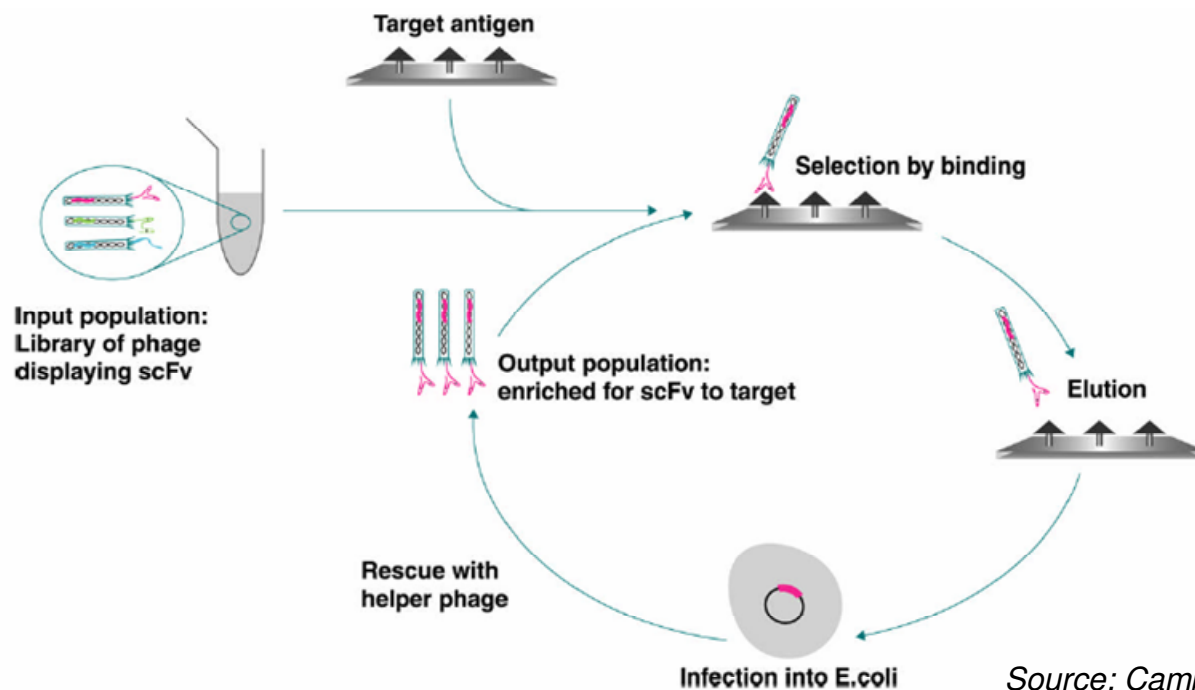 Target antigen
Selection by binding
Input population:
Library of phage
displaying scFv
Output population:
enriched for scFv to target
Elution
Rescue with
helper phage
Infection into E.coli
Source: